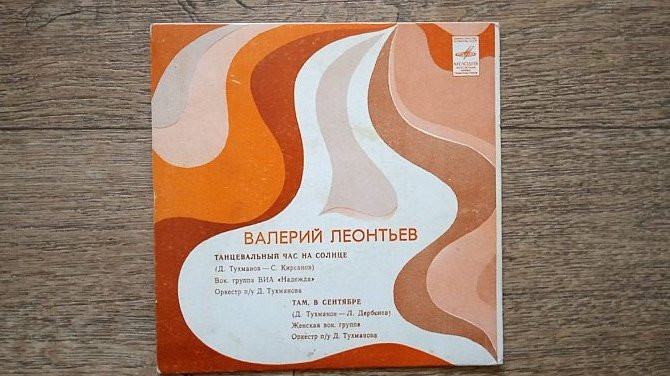 МЕЛОДИЯ
ВАЛЕРИЙ ЛЕОНТЬЕВ
ТАНЦЕВАЛЬНЫЙ ЧАС НА СОЛНЦЕ
(Д. Тухманов — С. Кирсанов)
Вок. группа ВИА «Надежда»
Оркестр п/у Д. Тухманова
ТАМ, В СЕНТЯБРЕ
(Д. Тухманов — Л. Дербенев)
Женская вок. группа
Оркестр п/у Д. Тухманова